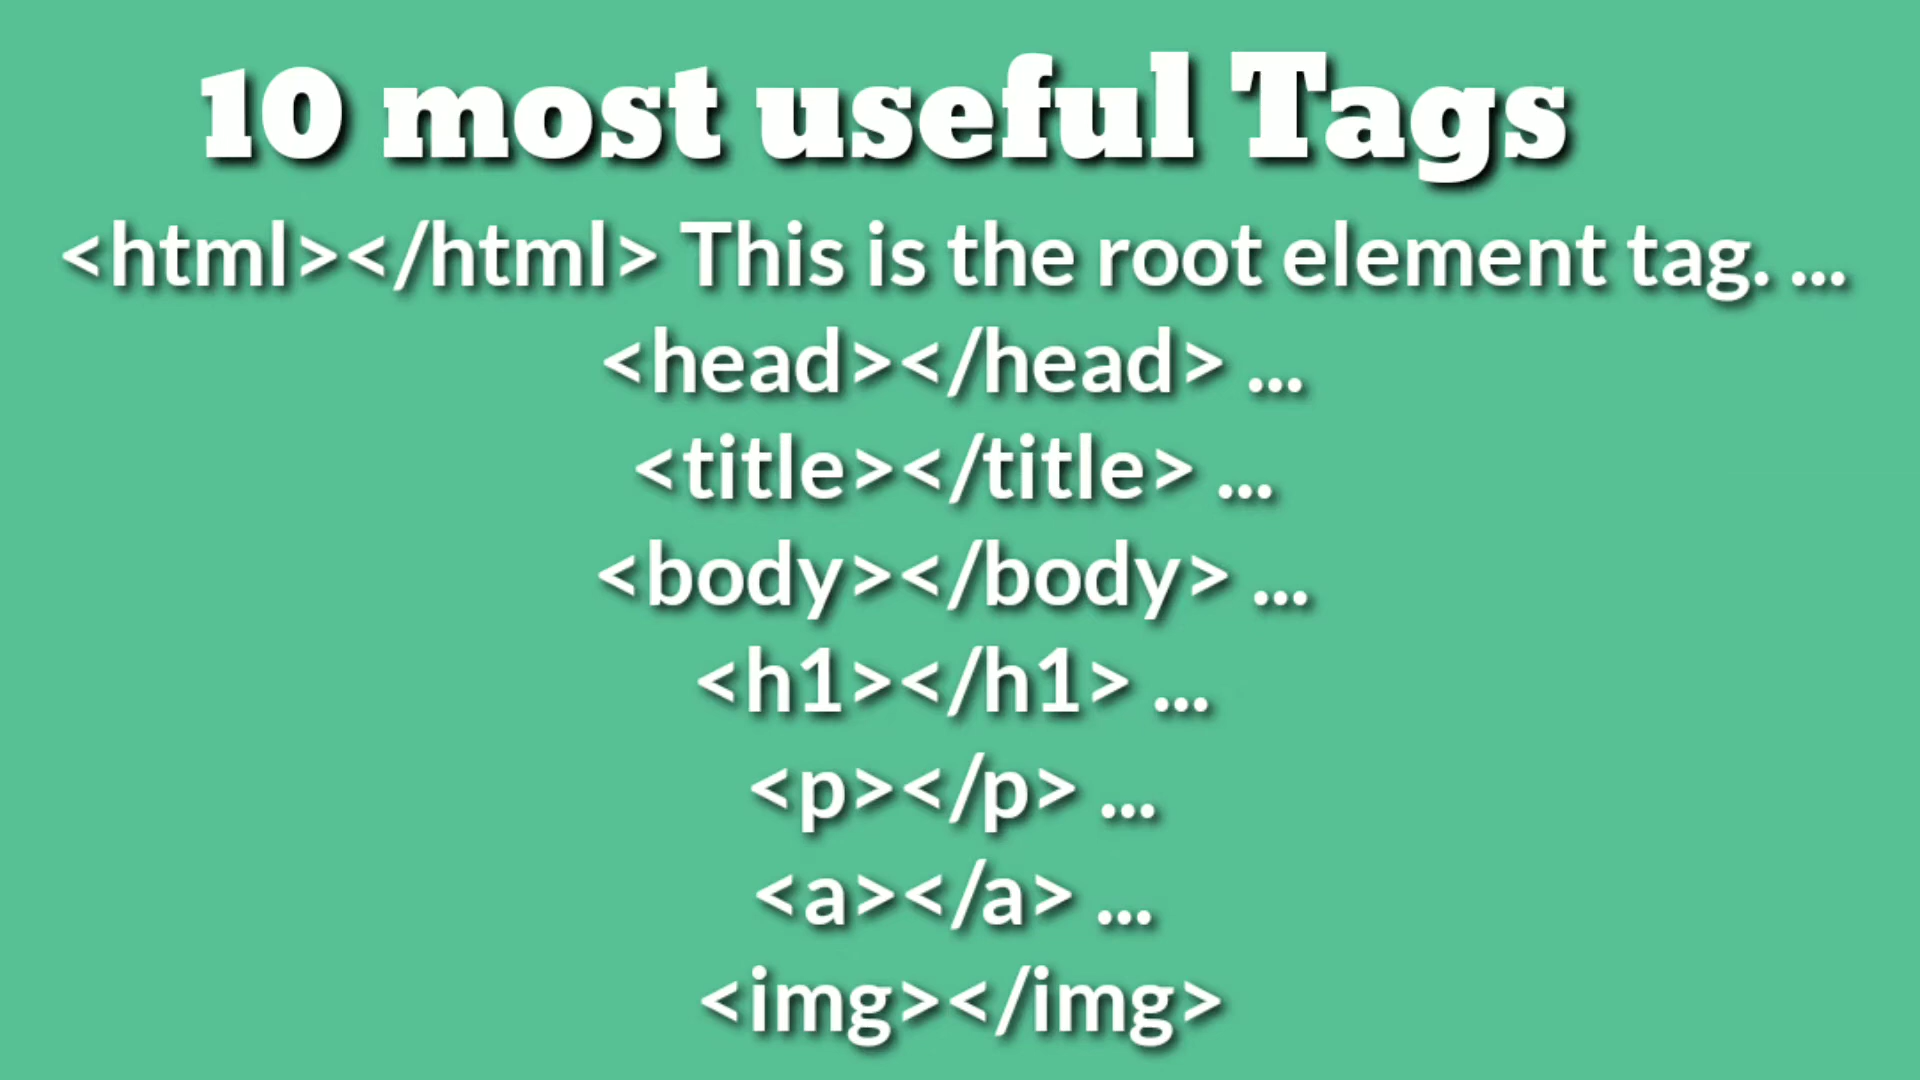 10 most useful Tags
<html></html> This is the root element tag. ...
<head></head> ...
<title></title> ...
<body></body> ...
<h1></h1> ...
<p></p> ...
<a></a> ...
<img></img>